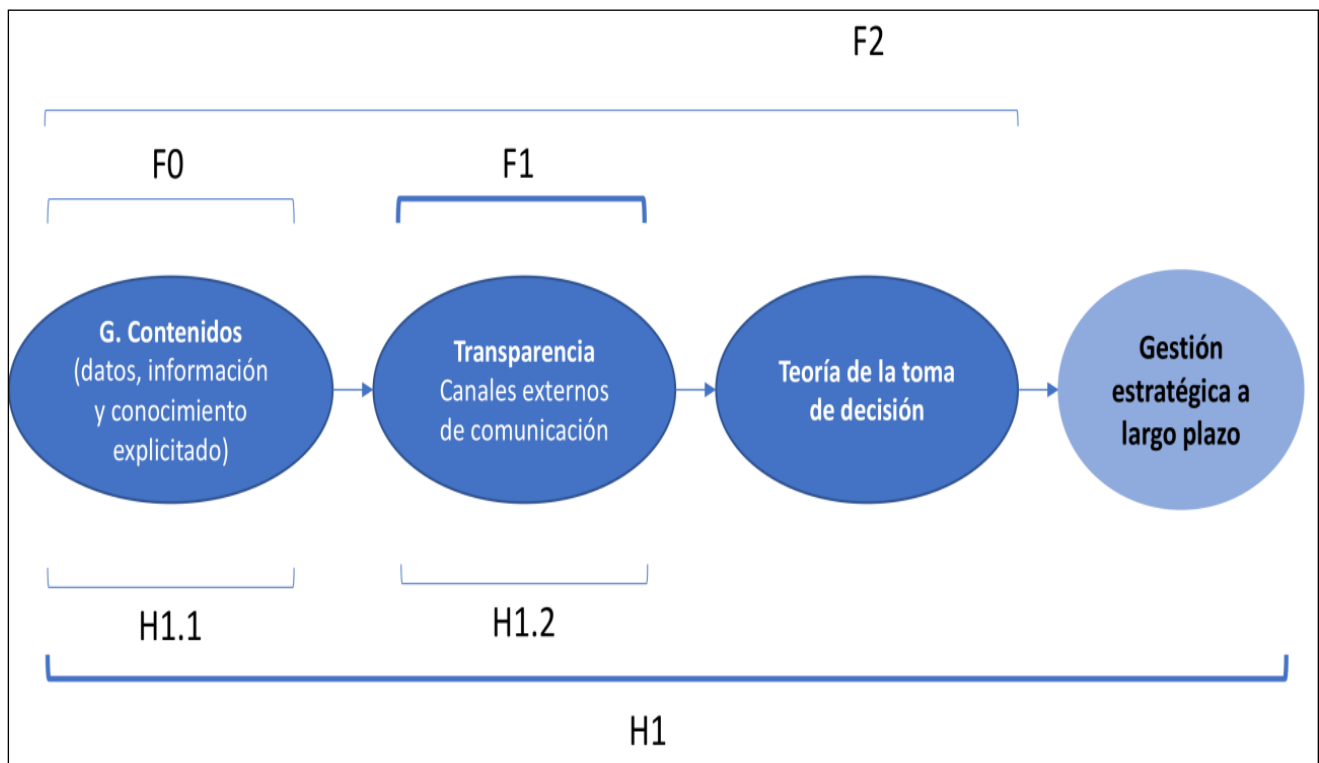 F2
F0
F1
G. Contenidos
(datos, información
y conocimiento
explicitado)
Transparencia
Canales externos
de comunicación
Teoría de la toma
de decisión
Gestión
estratégica a
largo plazo
H1.1
H1.2
H1